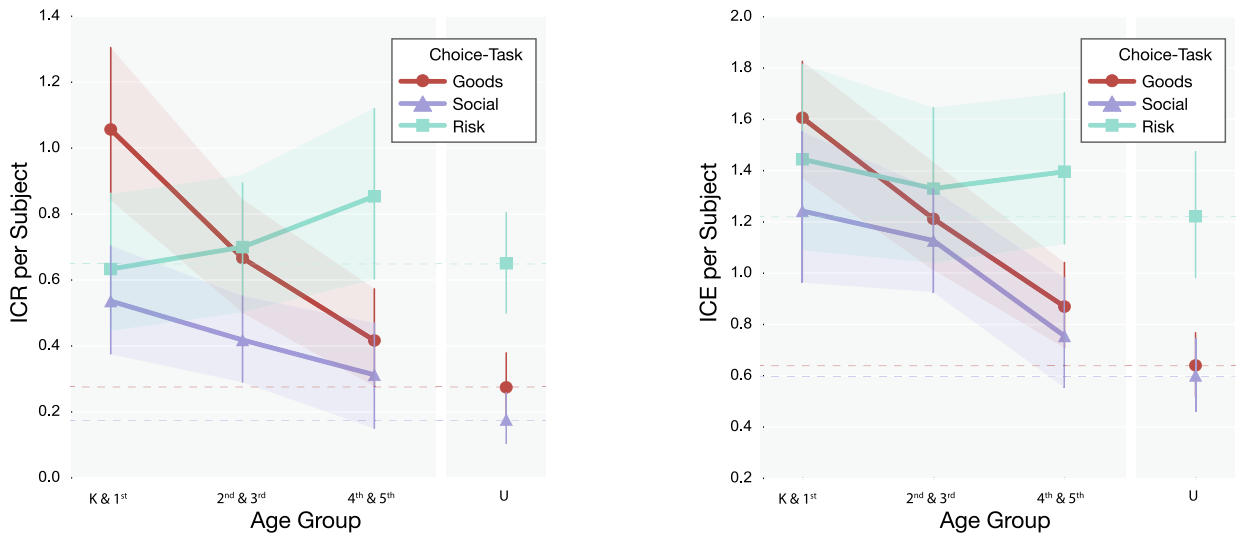 1.4
1.2
1.0
0.8
0.6
0.4
0.2
0.0
ICR per Subject
Choice-Task
Goods
Social
Risk
K & 1st
2nd & 3rd
4th & 5th
U
Age Group
2.0
1.8
1.6
1.4
1.2
1.0
0.8
0.6
0.4
0.2
ICE per Subject
Choice-Task
Goods
Social
Risk
K & 1st
2nd & 3rd
4th & 5th
U
Age Group